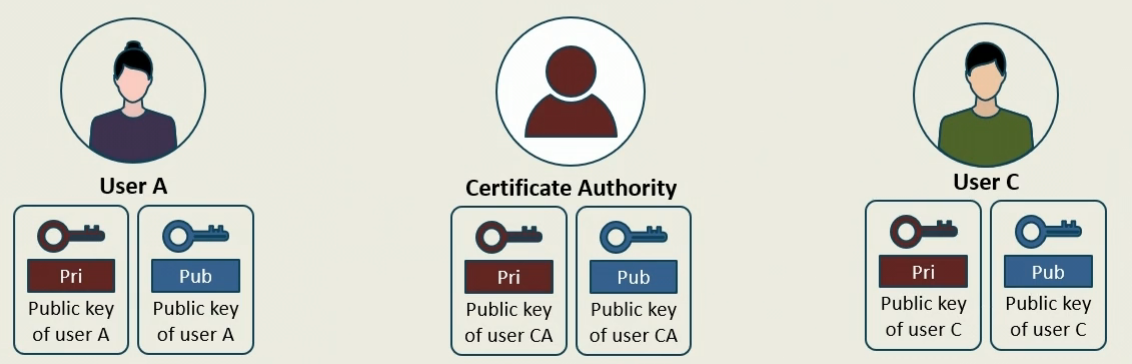 User A
Certificate Authority
User C
Pri
Public key
of user A
Pub
Public key
of user A
Pri
Public key
of user CA
Pub
Public key
of user CA
Pri
Public key
of user C
Pub
Public key
of user C